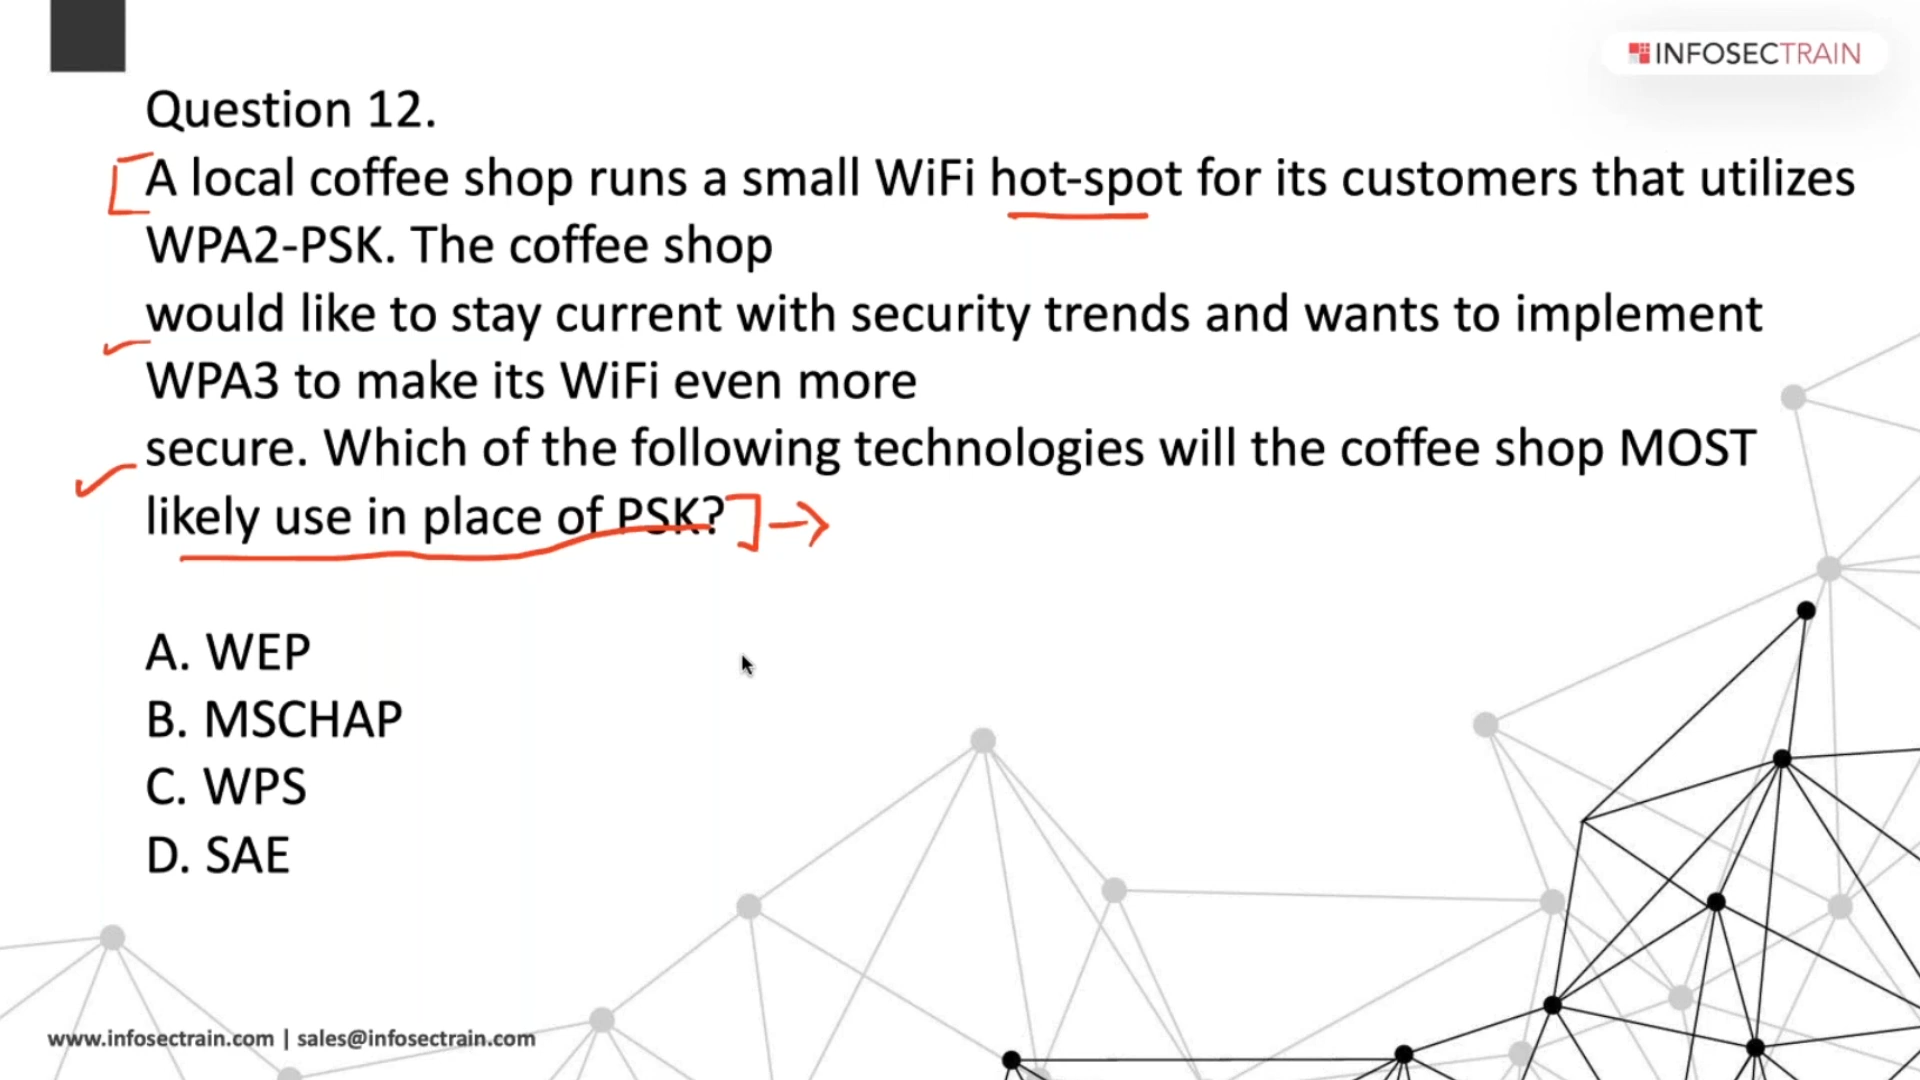 INFOSECTRAIN
Question 12.
A local coffee shop runs a small WiFi hot-spot for its customers that utilizes
WPA2-PSK. The coffee shop
would like to stay current with security trends and wants to implement
WPA3 to make its WiFi even more
secure. Which of the following technologies will the coffee shop MOST
likely use in place of PSK?
A. WEP
B. MSCHAP
C. WPS
D. SAE
www.infosectrain.com | sales@infosectrain.com